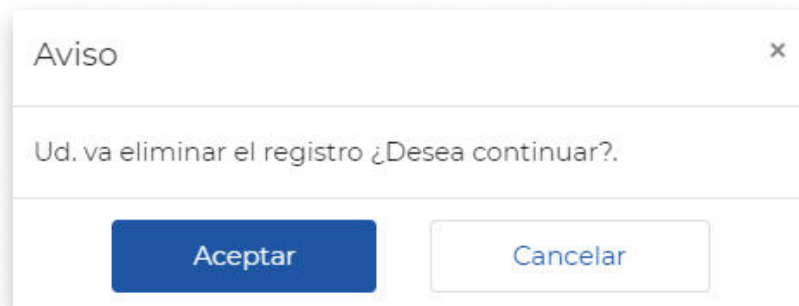 Aviso ×
Ud. va eliminar el registro ¿Desea continuar?.
Aceptar Cancelar